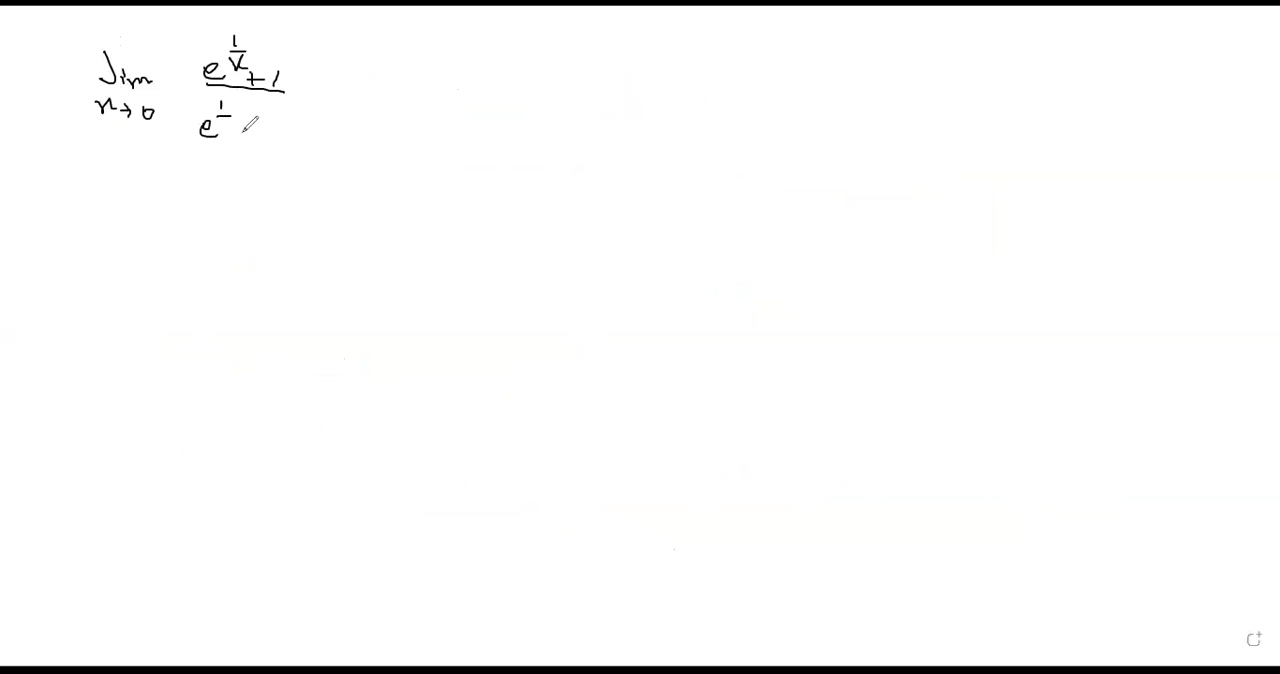 lim e^(1/x) + 1
x→0 e^(1/